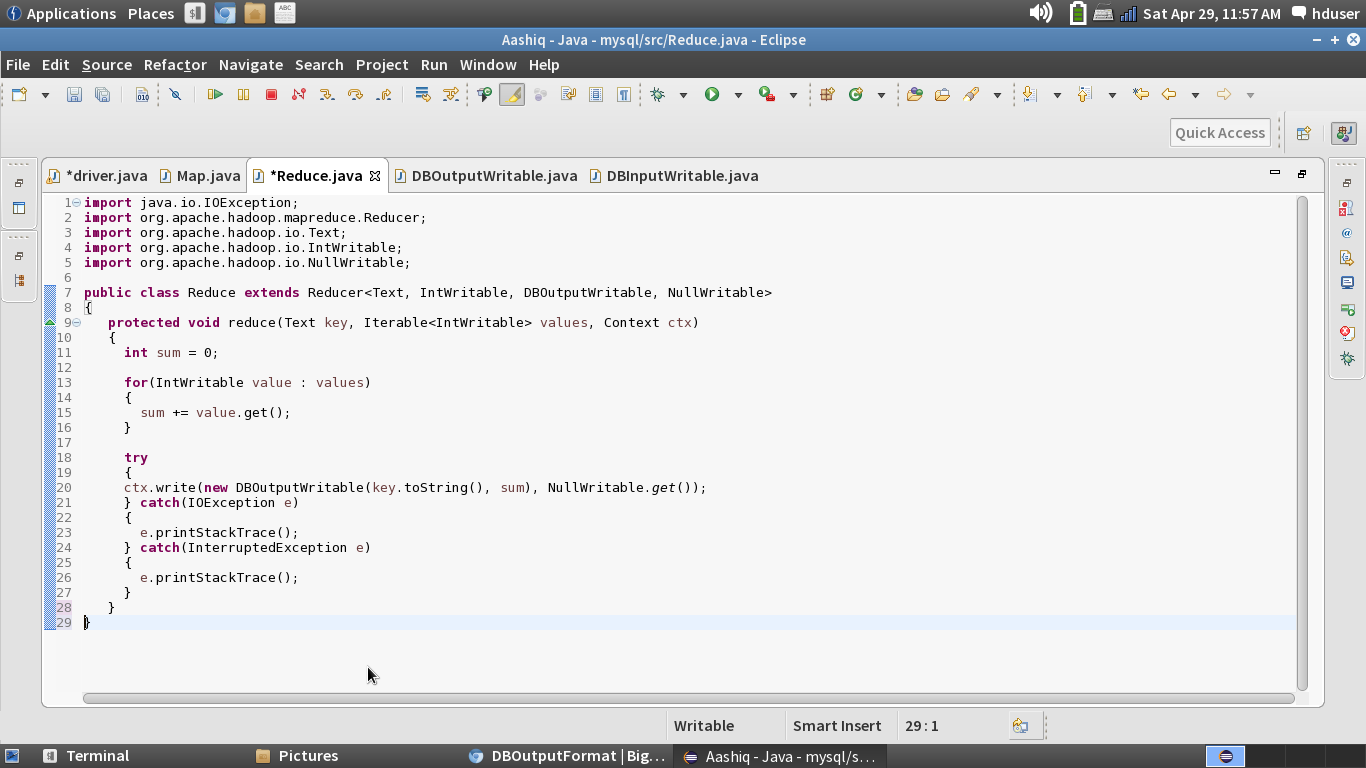 Applications Places ABC Sat Apr 29, 11:57 AM hduser
Aashiq - Java - mysql/src/Reduce.java - Eclipse
File Edit Source Refactor Navigate Search Project Run Window Help
Quick Access
*driver.java Map.java *Reduce.java DBOutputWritable.java DBInputWritable.java
1 import java.io.IOException;
2 import org.apache.hadoop.mapreduce.Reducer;
3 import org.apache.hadoop.io.Text;
4 import org.apache.hadoop.io.IntWritable;
5 import org.apache.hadoop.io.NullWritable;
6
7 public class Reduce extends Reducer<Text, IntWritable, DBOutputWritable, NullWritable>
8 {
9 protected void reduce(Text key, Iterable<IntWritable> values, Context ctx)
10 {
11 int sum = 0;
12
13 for(IntWritable value : values)
14 {
15 sum += value.get();
16 }
17
18 try
19 {
20 ctx.write(new DBOutputWritable(key.toString(), sum), NullWritable.get());
21 } catch(IOException e)
22 {
23 e.printStackTrace();
24 } catch(InterruptedException e)
25 {
26 e.printStackTrace();
27 }
28 }
29 }
Writable Smart Insert 29 : 1
Terminal Pictures DBOutputFormat | Big... Aashiq - Java - mysql/s...